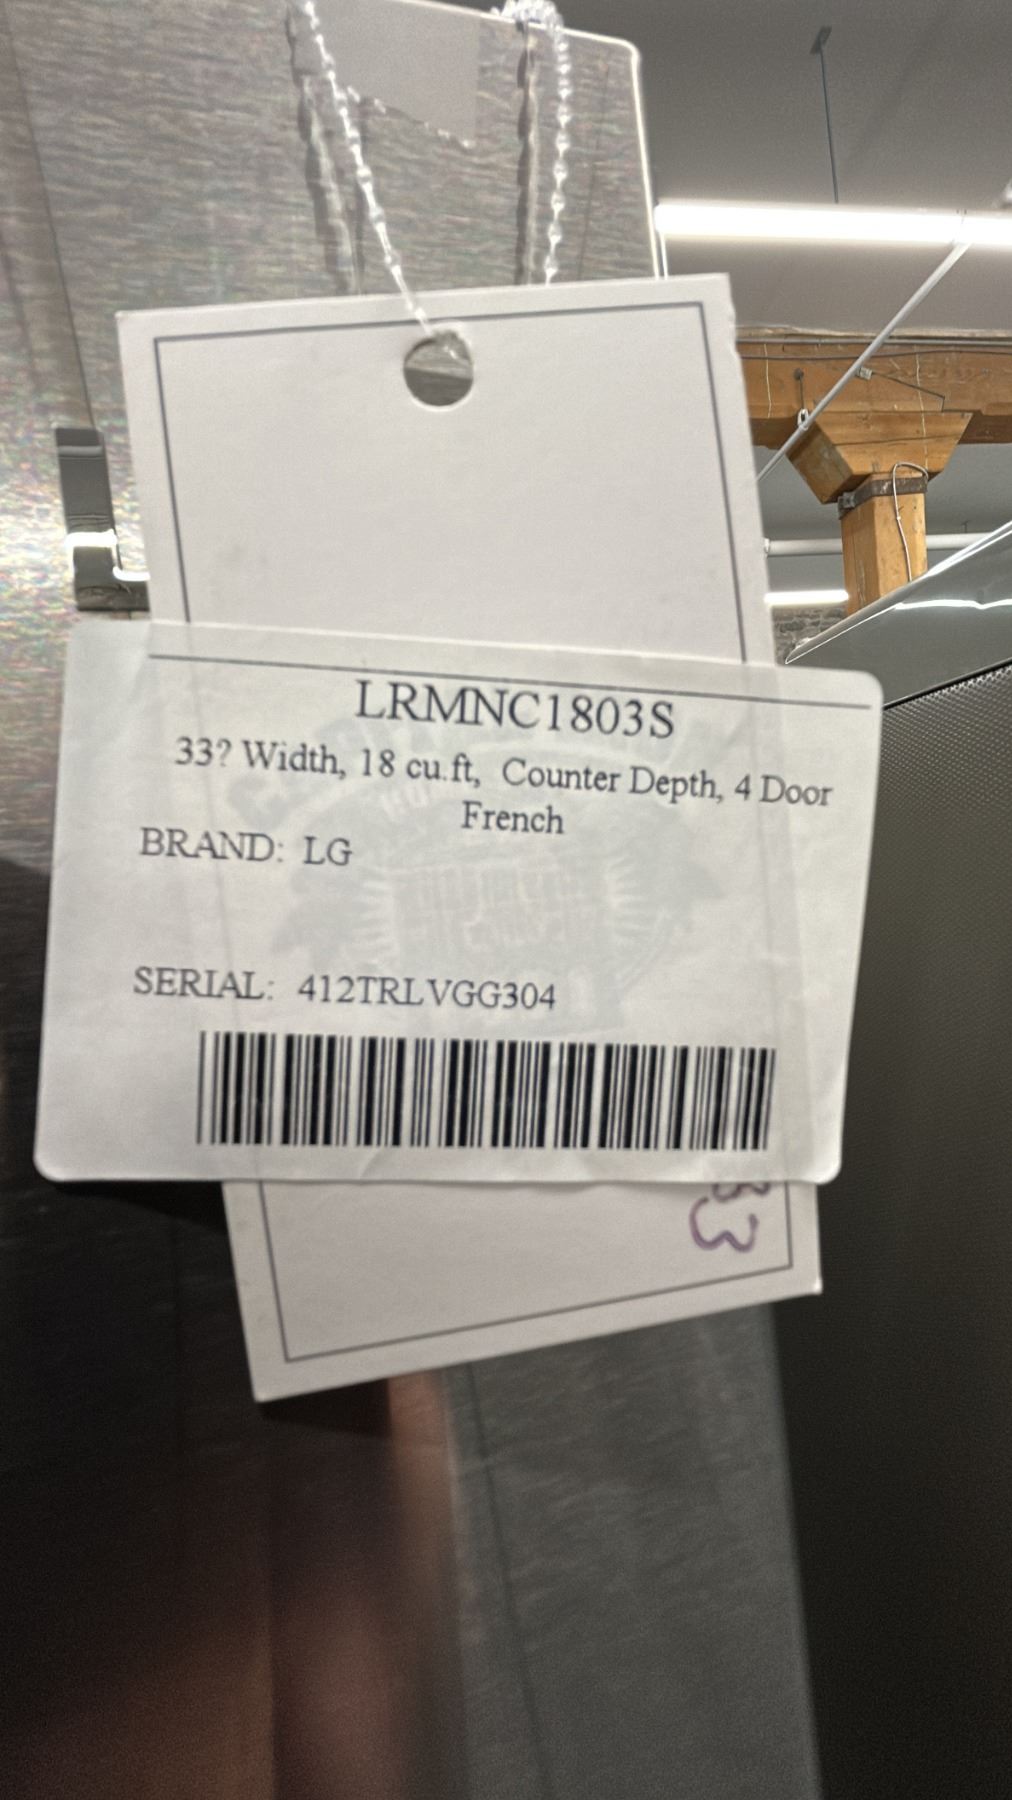 LRMNC1803S
33? Width, 18 cu.ft, Counter Depth, 4 Door
French
BRAND: LG
SERIAL: 412TRLVGG304